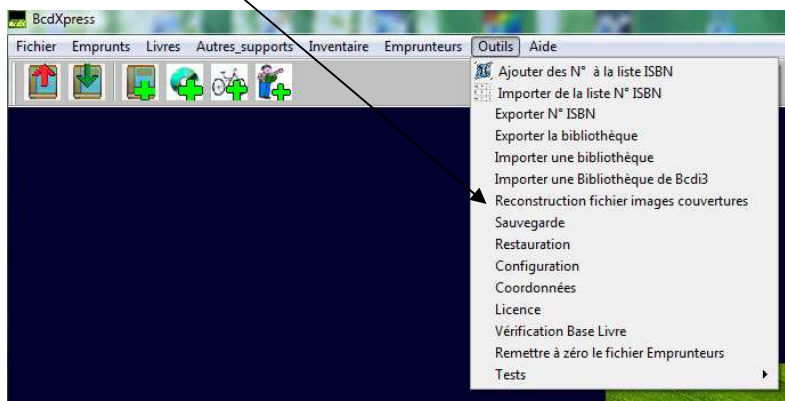 BcdXpress
Fichier Emprunts Livres Autres_supports Inventaire Emprunteurs Outils Aide
Ajouter des N° à la liste ISBN
Importer de la liste N° ISBN
Exporter N° ISBN
Exporter la bibliothèque
Importer une bibliothèque
Importer une Bibliothèque de Bcdi3
Reconstruction fichier images couvertures
Sauvegarde
Restauration
Configuration
Coordonnées
Licence
Vérification Base Livre
Remettre à zéro le fichier Emprunteurs
Tests